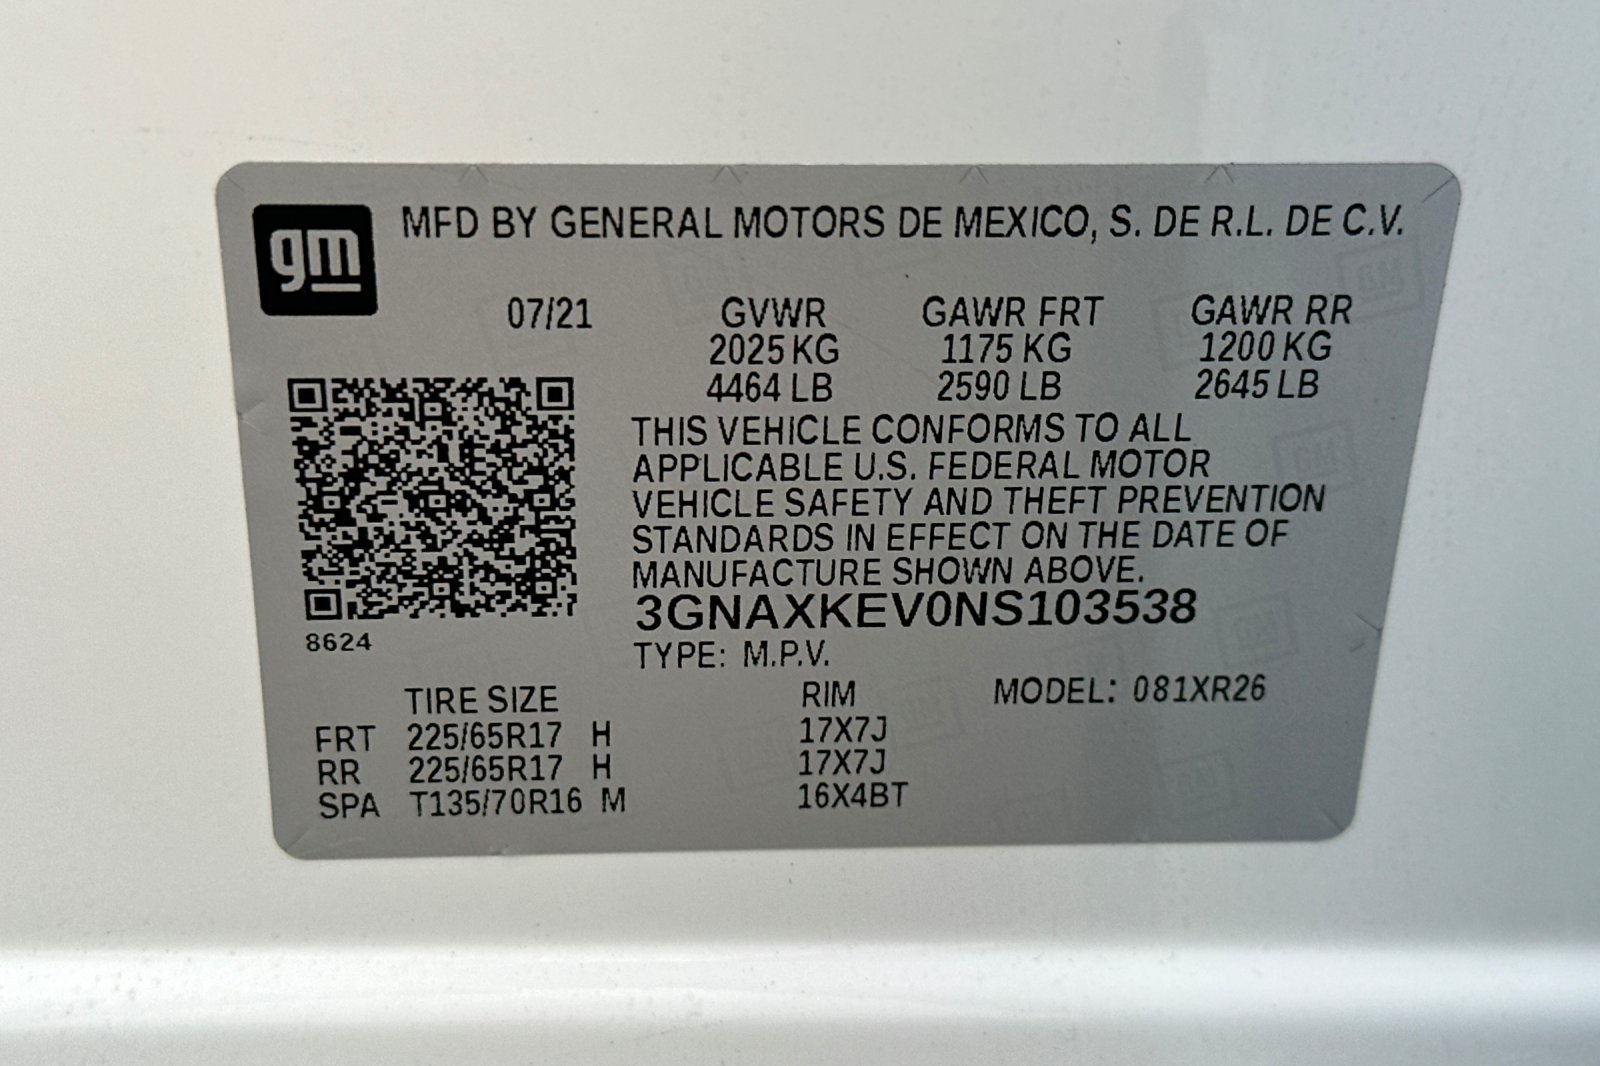 gm MFD BY GENERAL MOTORS DE MEXICO, S. DE R.L. DE C.V.
07/21 GVWR GAWR FRT GAWR RR
2025 KG 1175 KG 1200 KG
4464 LB 2590 LB 2645 LB
THIS VEHICLE CONFORMS TO ALL
APPLICABLE U.S. FEDERAL MOTOR
VEHICLE SAFETY AND THEFT PREVENTION
STANDARDS IN EFFECT ON THE DATE OF
MANUFACTURE SHOWN ABOVE.
3GNAXKEV0NS103538
8624
TYPE: M.P.V.
TIRE SIZE RIM MODEL: 081XR26
FRT 225/65R17 H 17X7J
RR 225/65R17 H 17X7J
SPA T135/70R16 M 16X4BT